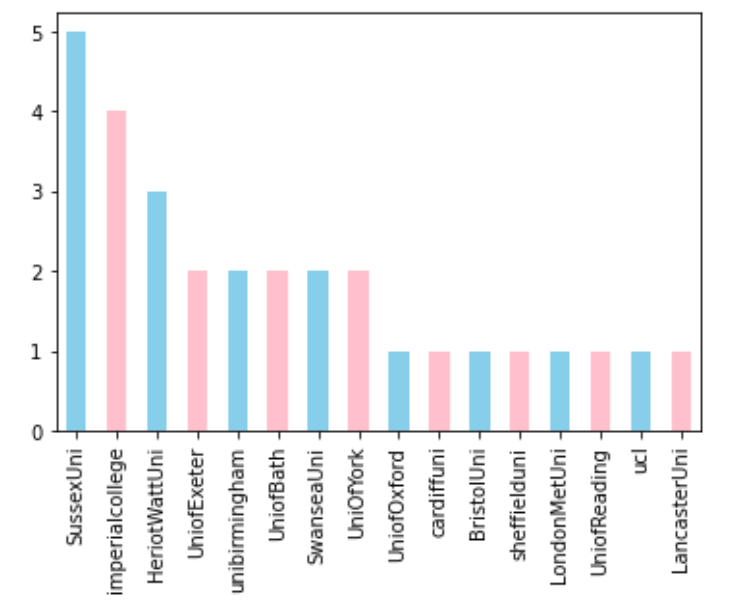 5
4
3
2
1
0
SussexUni
imperialcollege
HeriotWattUni
UniofExeter
unibirmingham
UniofBath
SwanseaUni
UniOfYork
UniofOxford
cardiffuni
BristolUni
sheffielduni
LondonMetUni
UniofReading
ucl
LancasterUni